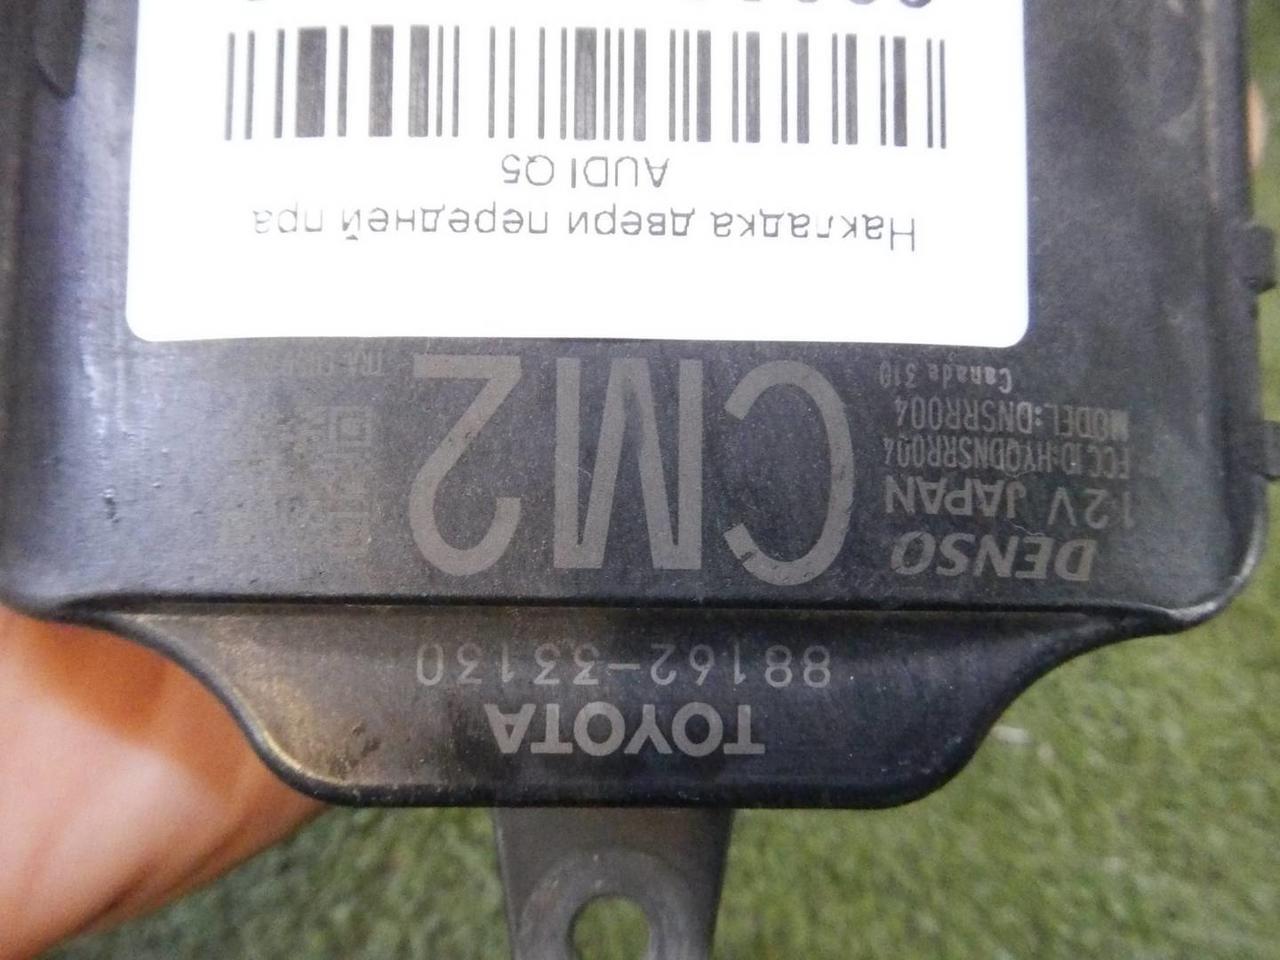 TOYOTA
88162-33130
DENSO
12V JAPAN
FCC ID:HYQDNSRR004
MODEL:DNSRR004
Canada 310
CM2
Накладка двери передней пра
AUDI Q5